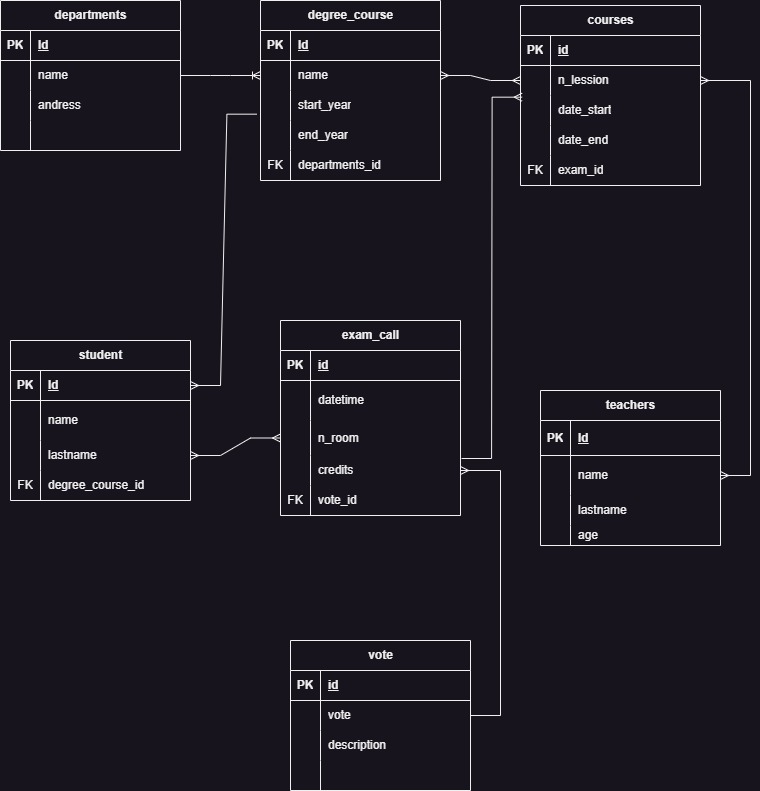 departments
PK Id
name
andress
degree_course
PK Id
name
start_year
end_year
FK departments_id
courses
PK id
n_lession
date_start
date_end
FK exam_id
student
PK Id
name
lastname
FK degree_course_id
exam_call
PK id
datetime
n_room
credits
FK vote_id
teachers
PK Id
name
lastname
age
vote
PK id
vote
description